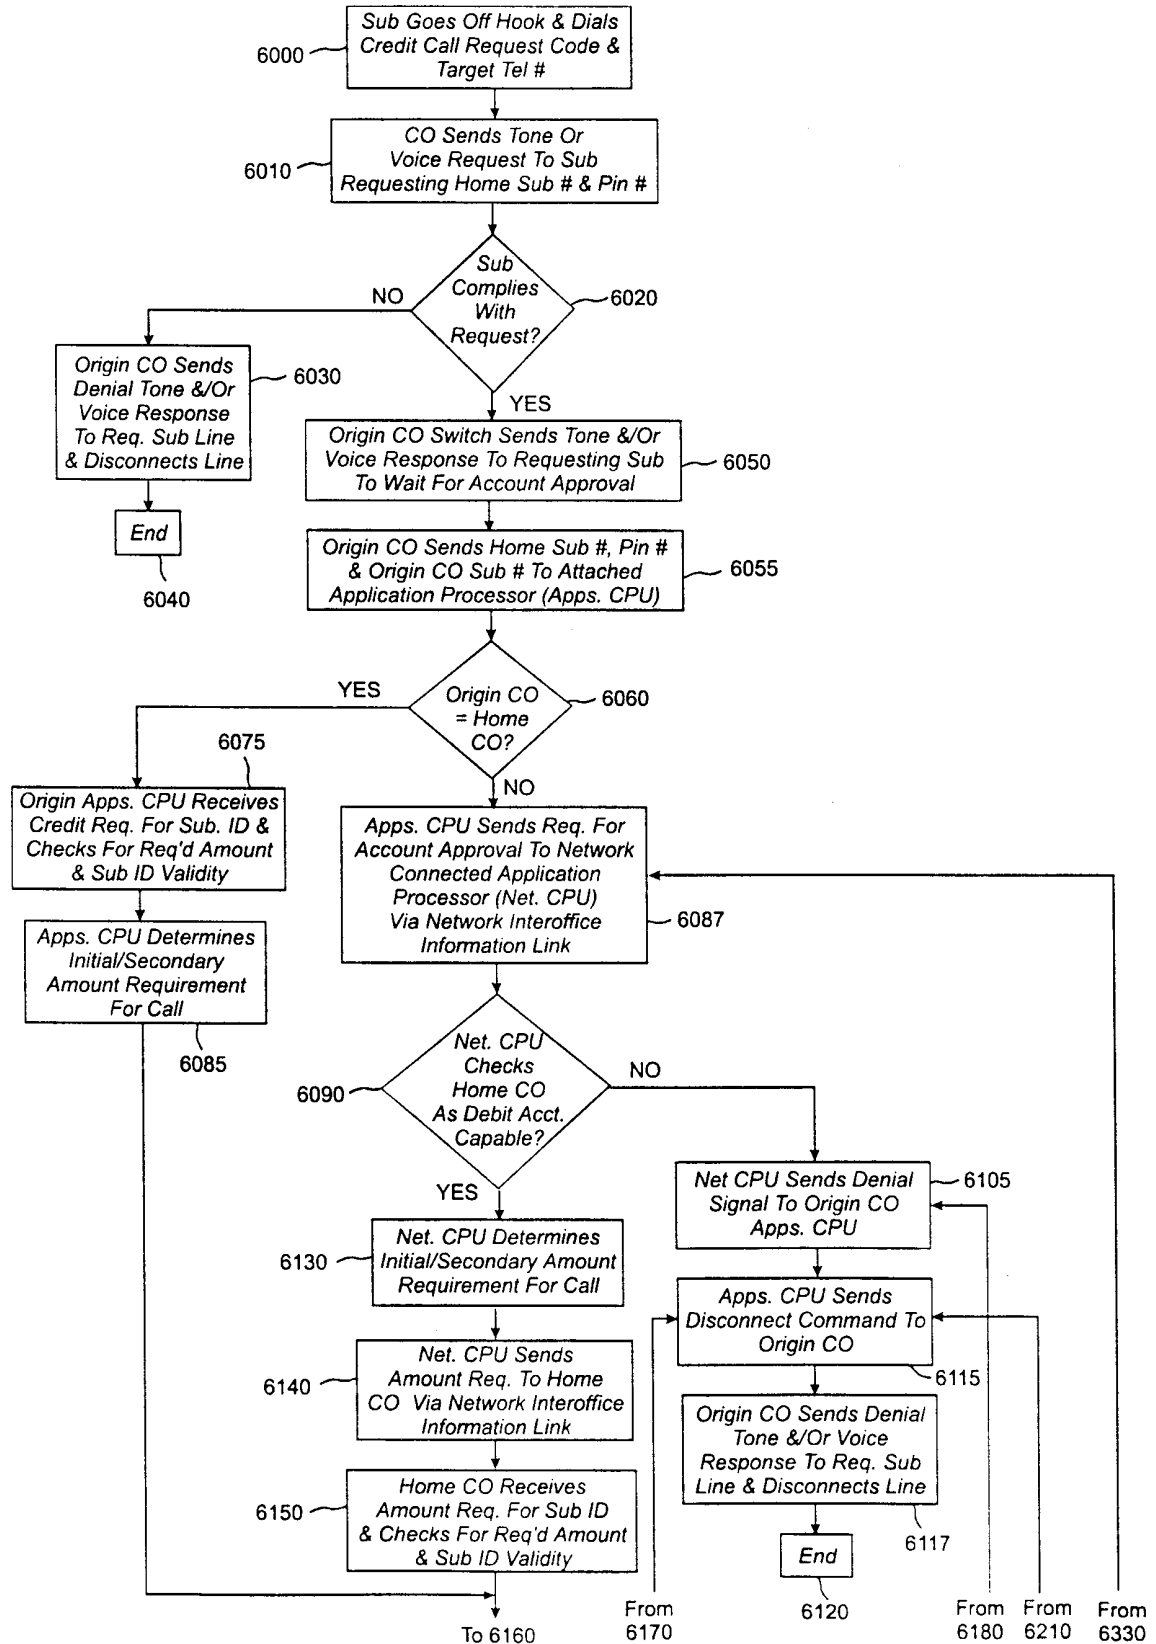 Sub Goes Off Hook & Dials
Credit Call Request Code &
Target Tel #
6000
CO Sends Tone Or
Voice Request To Sub
Requesting Home Sub # & Pin #
6010
Sub
Complies
With
Request?
6020
NO
YES
Origin CO Sends
Denial Tone &/Or
Voice Response
To Req. Sub Line
& Disconnects Line
6030
End
6040
Origin CO Switch Sends Tone &/Or
Voice Response To Requesting Sub
To Wait For Account Approval
6050
Origin CO Sends Home Sub #, Pin #
& Origin CO Sub # To Attached
Application Processor (Apps. CPU)
6055
Origin CO
= Home
CO?
6060
YES
NO
6075
Origin Apps. CPU Receives
Credit Req. For Sub. ID &
Checks For Req'd Amount
& Sub ID Validity
Apps. CPU Determines
Initial/Secondary
Amount Requirement
For Call
6085
Apps. CPU Sends Req. For
Account Approval To Network
Connected Application
Processor (Net. CPU)
Via Network Interoffice
Information Link
6087
Net. CPU
Checks
Home CO
As Debit Acct.
Capable?
6090
NO
YES
Net CPU Sends Denial
Signal To Origin CO
Apps. CPU
6105
Net. CPU Determines
Initial/Secondary Amount
Requirement For Call
6130
Apps. CPU Sends
Disconnect Command To
Origin CO
6115
Net. CPU Sends
Amount Req. To Home
CO Via Network Interoffice
Information Link
6140
Origin CO Sends Denial
Tone &/Or Voice
Response To Req. Sub
Line & Disconnects Line
6117
Home CO Receives
Amount Req. For Sub ID
& Checks For Req'd Amount
& Sub ID Validity
6150
End
6120
To 6160
From
6170
From
6180
From
6210
From
6330